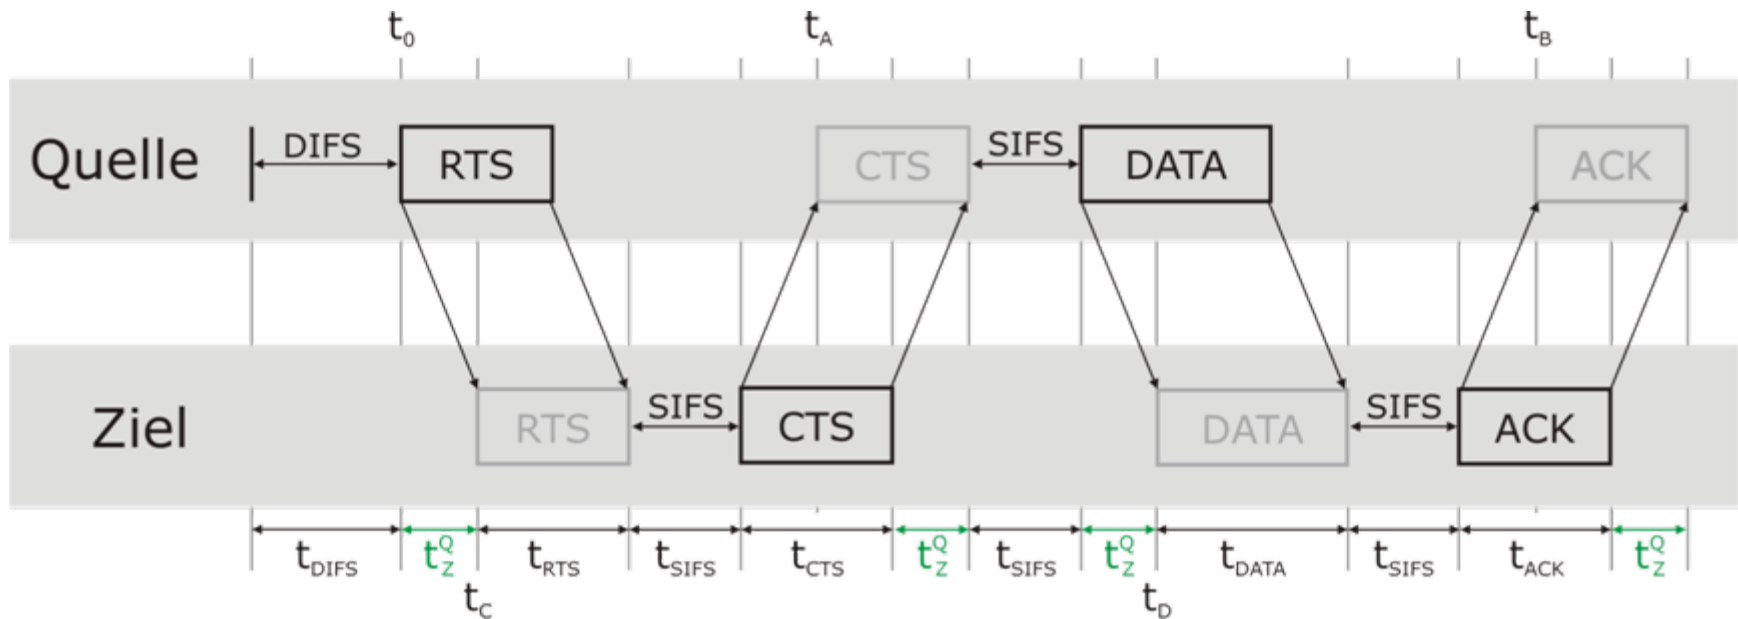 t0 tA tB
Quelle DIFS RTS CTS SIFS DATA ACK
Ziel RTS SIFS CTS DATA SIFS ACK
tDIFS tZQ tRTS tSIFS tCTS tZQ tSIFS tZQ tDATA tSIFS tACK tZQ
tC tD